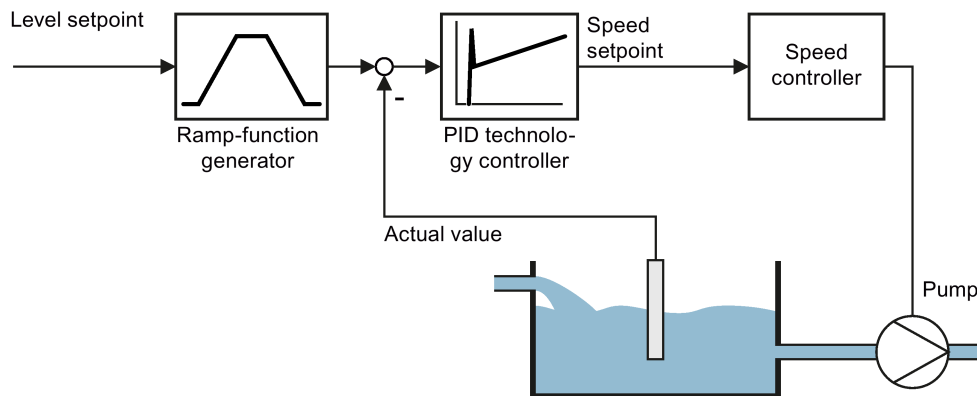 Level setpoint
Ramp-function
generator
-
PID technolo-
gy controller
Speed
setpoint
Speed
controller
Actual value
Pump